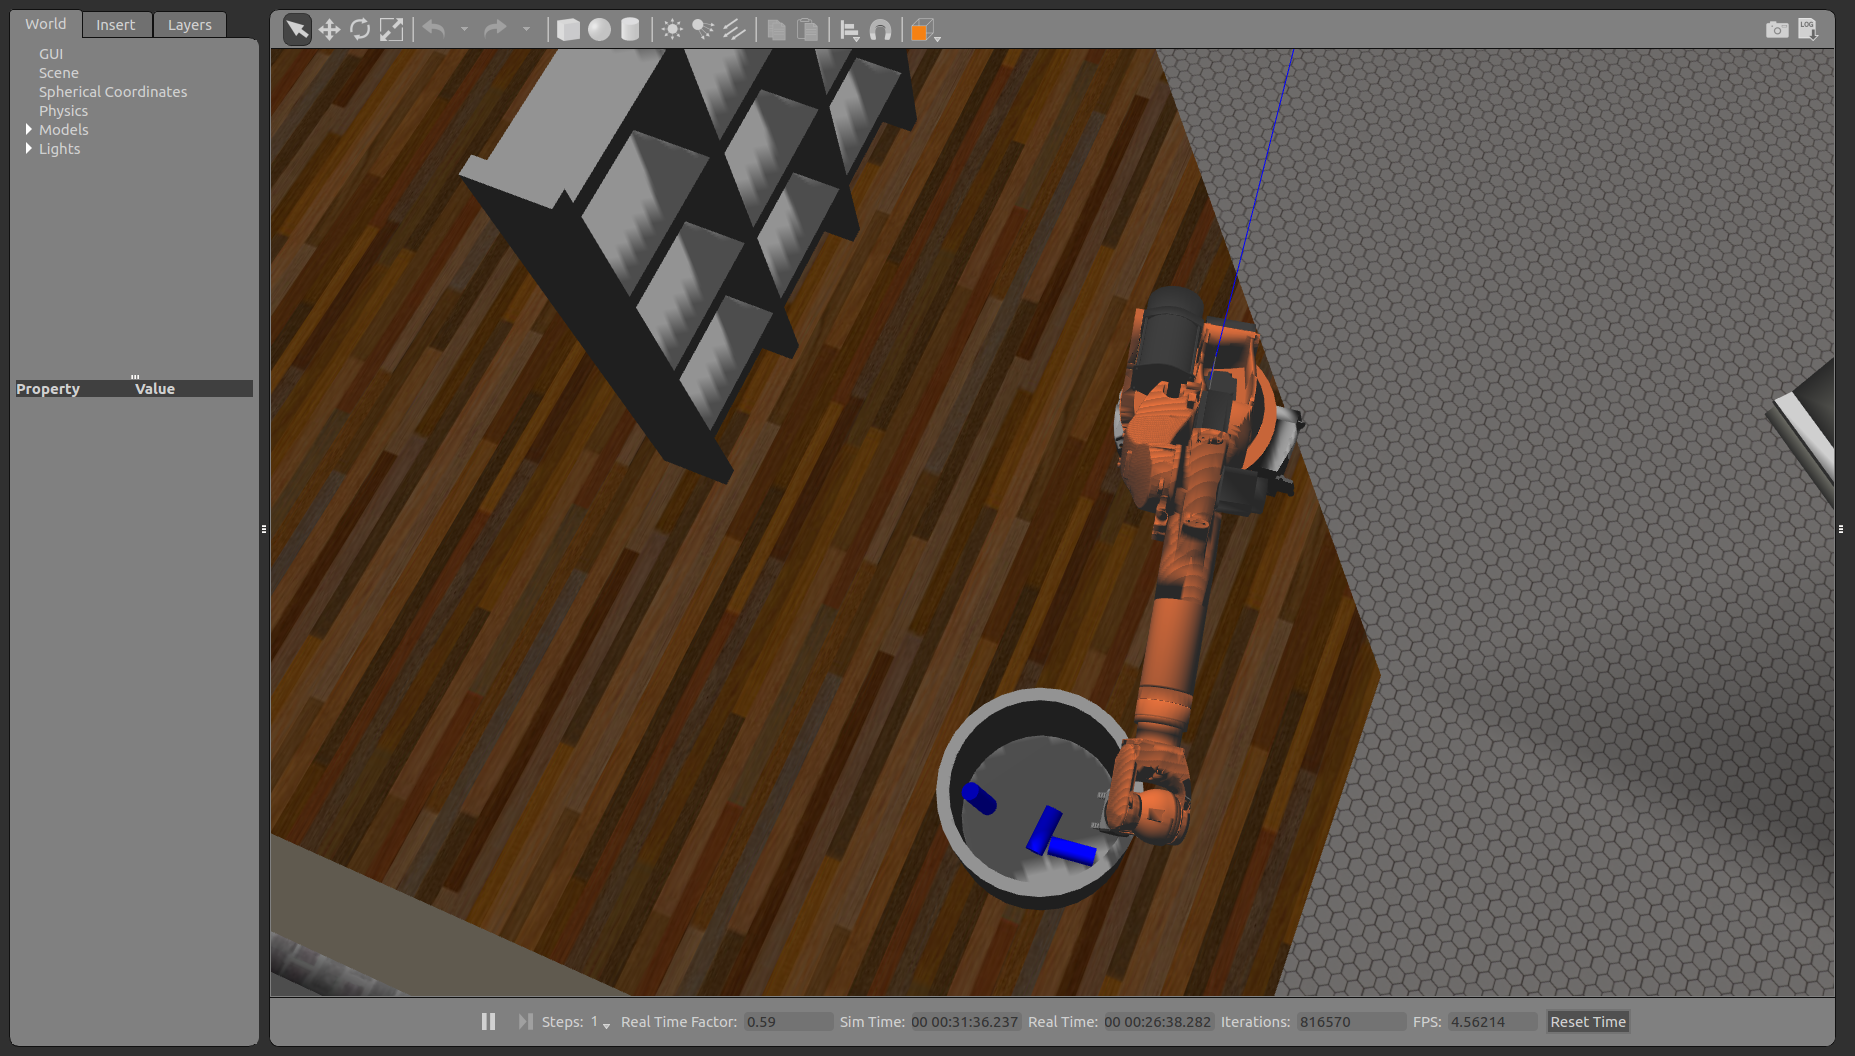 World Insert Layers
LOG
GUI
Scene
Spherical Coordinates
Physics
Models
Lights
Property Value
Steps: 1 Real Time Factor: 0.59 Sim Time: 00 00:31:36.237 Real Time: 00 00:26:38.282 Iterations: 816570 FPS: 4.56214 Reset Time